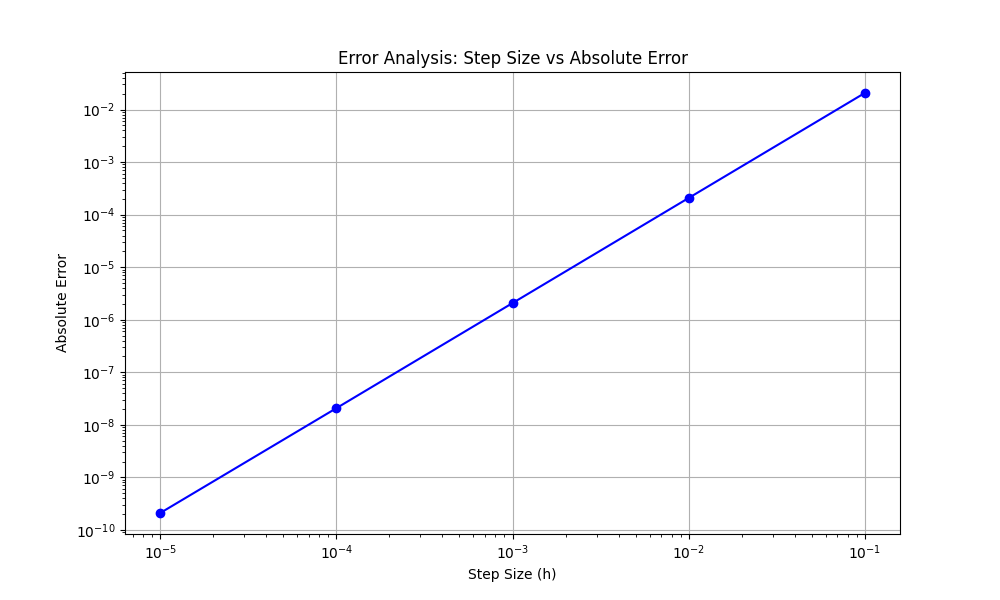 Error Analysis: Step Size vs Absolute Error
Absolute Error
10⁻²
10⁻³
10⁻⁴
10⁻⁵
10⁻⁶
10⁻⁷
10⁻⁸
10⁻⁹
10⁻¹⁰
10⁻⁵ 10⁻⁴ 10⁻³ 10⁻² 10⁻¹
Step Size (h)